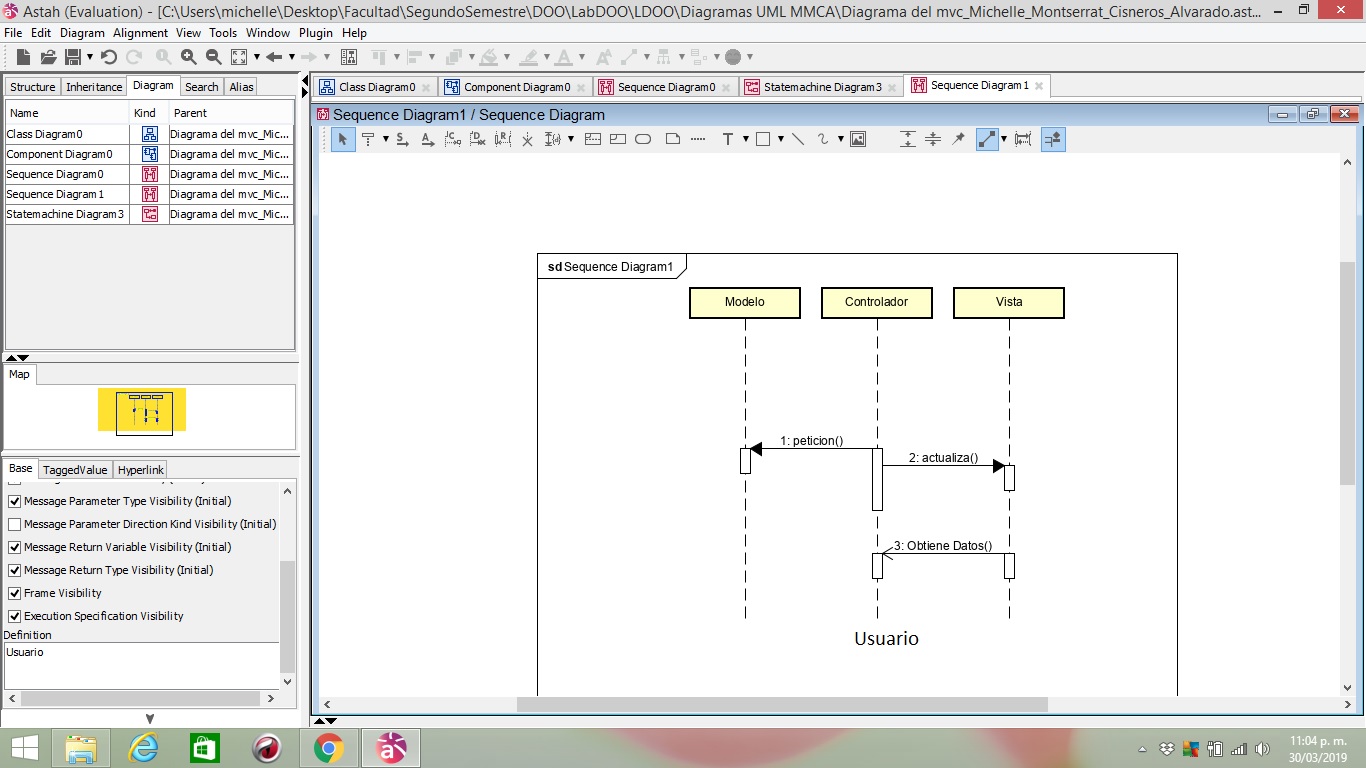 Astah (Evaluation) - [C:\Users\michelle\Desktop\Facultad\SegundoSemestre\DOO\LabDOO\LDOO\Diagramas UML MMCA\Diagrama del mvc_Michelle_Montserrat_Cisneros_Alvarado.ast...
File Edit Diagram Alignment View Tools Window Plugin Help
Structure Inheritance Diagram Search Alias
Class Diagram0 Component Diagram0 Sequence Diagram0 Statemachine Diagram3 Sequence Diagram1
Name Kind Parent
Class Diagram0 Diagrama del mvc_Mic...
Component Diagram0 Diagrama del mvc_Mic...
Sequence Diagram0 Diagrama del mvc_Mic...
Sequence Diagram1 Diagrama del mvc_Mic...
Statemachine Diagram3 Diagrama del mvc_Mic...
Map
Base TaggedValue Hyperlink
Message Parameter Type Visibility (Initial)
Message Parameter Direction Kind Visibility (Initial)
Message Return Variable Visibility (Initial)
Message Return Type Visibility (Initial)
Frame Visibility
Execution Specification Visibility
Definition
Usuario
Sequence Diagram1 / Sequence Diagram
sd Sequence Diagram1
Modelo Controlador Vista
1: peticion()
2: actualiza()
3: Obtiene Datos()
Usuario
11:04 p. m.
30/03/2019